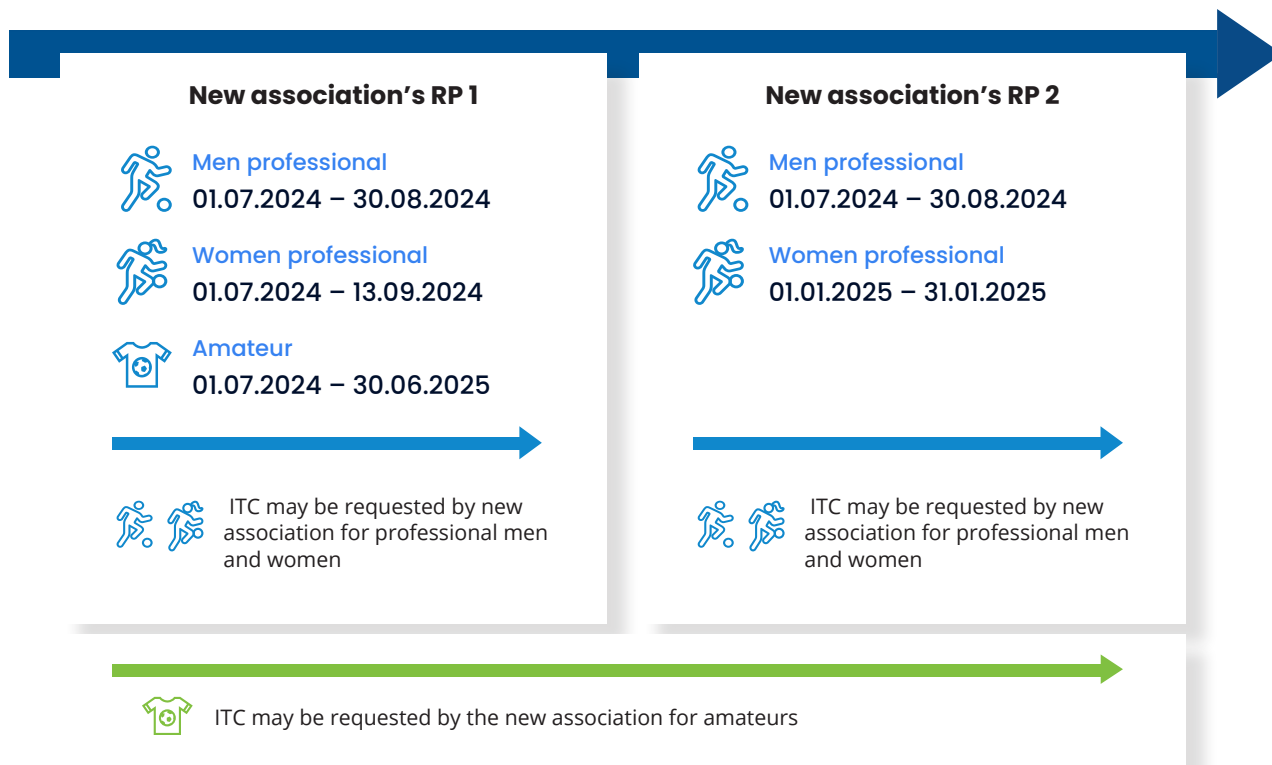 New association’s RP 1
Men professional
01.07.2024 – 30.08.2024
Women professional
01.07.2024 – 13.09.2024
Amateur
01.07.2024 – 30.06.2025
ITC may be requested by new
association for professional men
and women
New association’s RP 2
Men professional
01.07.2024 – 30.08.2024
Women professional
01.01.2025 – 31.01.2025
ITC may be requested by new
association for professional men
and women
ITC may be requested by the new association for amateurs